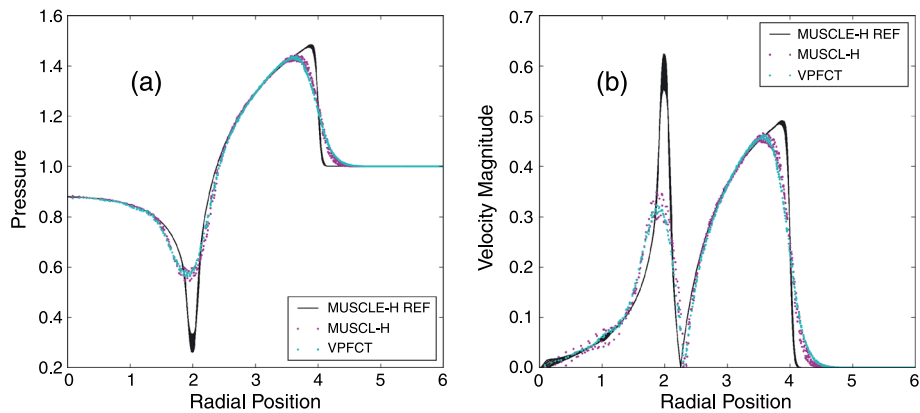 1.6
1.4
1.2
1.0
0.8
0.6
0.4
0.2
Pressure
(a)
MUSCLE-H REF
MUSCL-H
VPFCT
0 1 2 3 4 5 6
Radial Position
0.7
0.6
0.5
0.4
0.3
0.2
0.1
0.0
Velocity Magnitude
(b)
MUSCLE-H REF
MUSCL-H
VPFCT
0 1 2 3 4 5 6
Radial Position